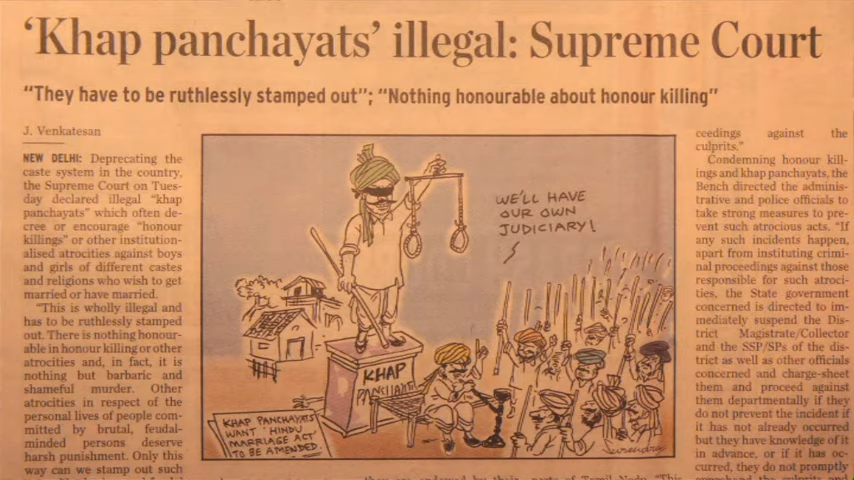 ‘Khap panchayats’ illegal: Supreme Court
“They have to be ruthlessly stamped out”; “Nothing honourable about honour killing”
J. Venkatesan
NEW DELHI: Deprecating the
caste system in the country,
the Supreme Court on Tues-
day declared illegal “khap
panchayats” which often de-
cree or encourage “honour
killings” or other institution-
alised atrocities against boys
and girls of different castes
and religions who wish to get
married or have married.
“This is wholly illegal and
has to be ruthlessly stamped
out. There is nothing honour-
able in honour killing or other
atrocities and, in fact, it is
nothing but barbaric and
shameful murder. Other
atrocities in respect of the
personal lives of people com-
mitted by brutal, feudal-
minded persons deserve
harsh punishment. Only this
way can we stamp out such
WE'LL HAVE
OUR OWN
JUDICIARY!
KHAP
PANCHAYAT
KHAP PANCHAYATS
WANT 'HINDU
MARRIAGE ACT'
TO BE AMENDED.
ceedings against the
culprits.”
Condemning honour kill-
ings and khap panchayats, the
Bench directed the adminis-
trative and police officials to
take strong measures to pre-
vent such atrocious acts. “If
any such incidents happen,
apart from instituting crimi-
nal proceedings against those
responsible for such atroci-
ties, the State government
concerned is directed to im-
mediately suspend the Dis-
trict Magistrate/Collector
and the SSP/SPs of the dis-
trict as well as other officials
concerned and charge-sheet
them and proceed against
them departmentally if they
do not prevent the incident if
it has not already occurred
but they have knowledge of it
in advance, or if it has oc-
curred, they do not promptly